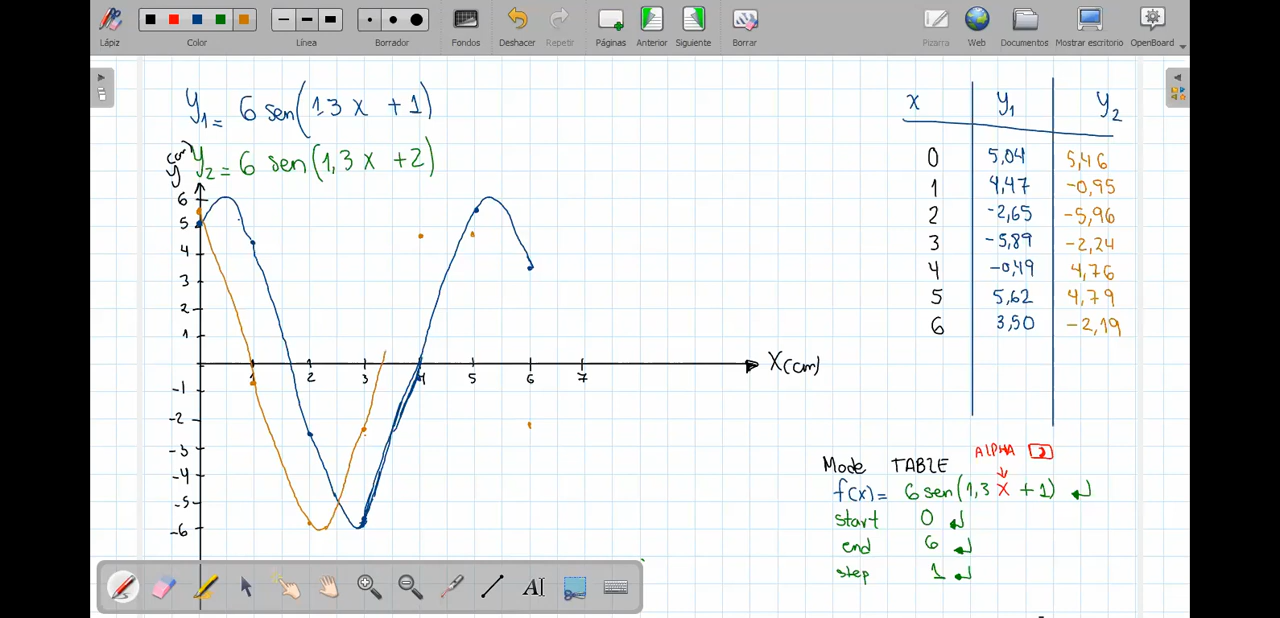 Lápiz Color Línea Borrador Fondos Deshacer Repetir Páginas Anterior Siguiente Borrar Pizarra Web Documentos Mostrar escritorio OpenBoard
y₁ = 6 sen(1,3 x + 1)
y₂ = 6 sen(1,3 x + 2)
y (cm)
6
5
4
3
2
1
-1
-2
-3
-4
-5
-6
1 2 3 4 5 6 7
X (cm)
x y₁ y₂
0 5,04 5,46
1 4,47 -0,95
2 -2,65 -5,96
3 -5,89 -2,24
4 -0,49 4,76
5 5,62 4,79
6 3,50 -2,19
ALPHA )
Mode TABLE
f(x)= 6 sen(1,3 X + 1) ↵
start 0 ↵
end 6 ↵
step 1 ↵
AI